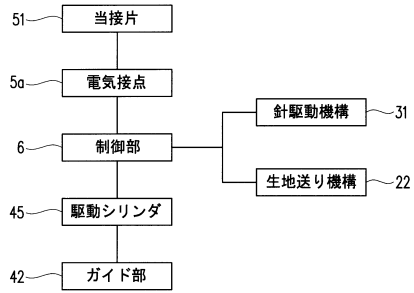 51 当接片
5a 電気接点
6 制御部
針駆動機構 31
生地送り機構 22
45 駆動シリンダ
42 ガイド部